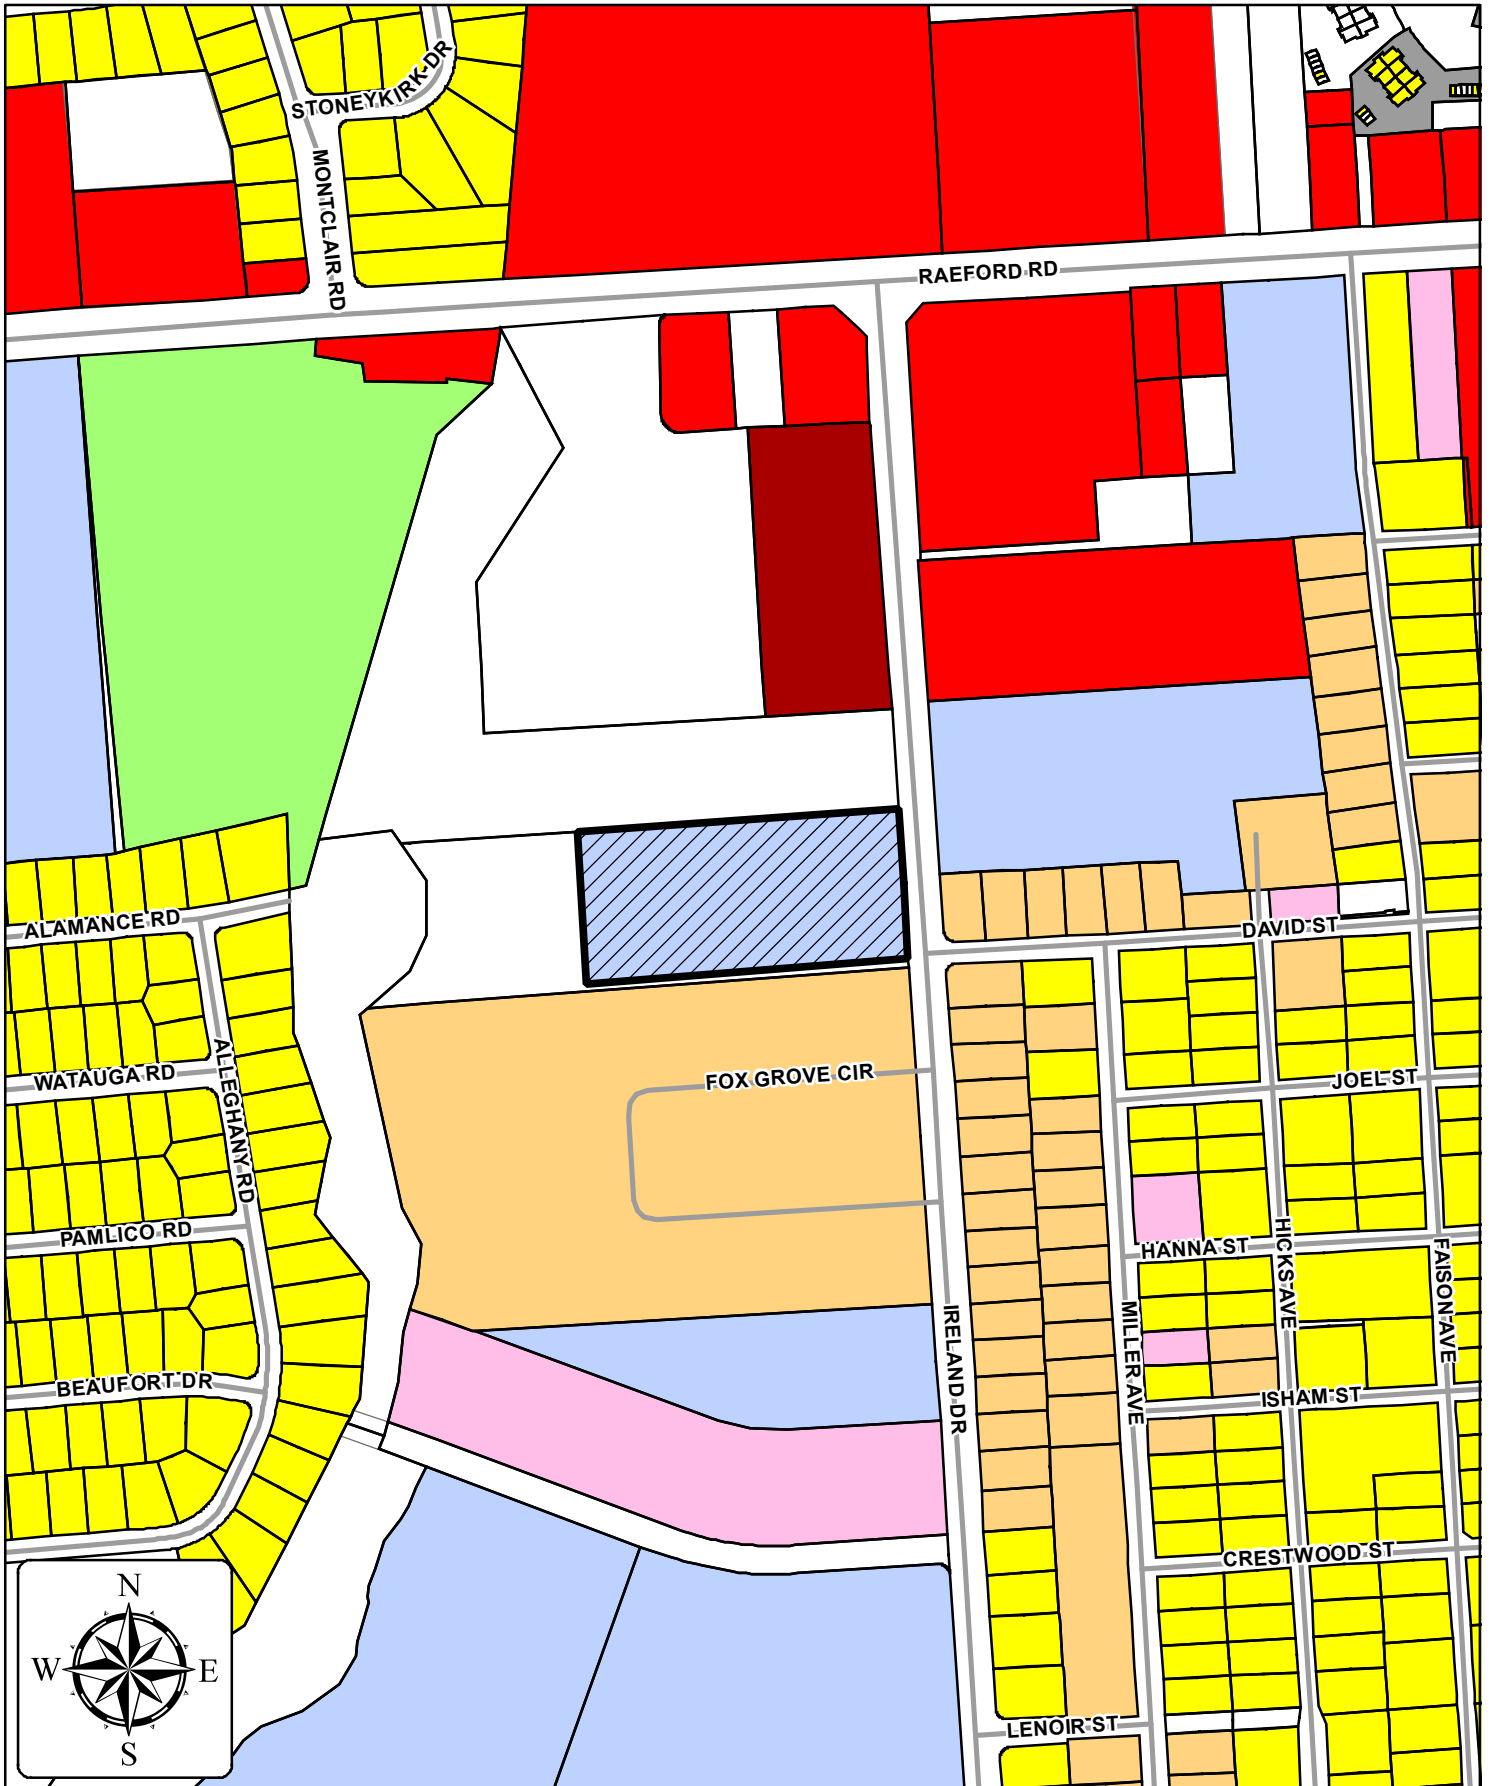 STONEYKIRK DR
MONTCLAIR RD
RAEFORD RD
ALAMANCE RD
DAVID ST
WATAUGA RD
ALLEGHANY RD
FOX GROVE CIR
JOEL ST
PAMLICO RD
HANNA ST
HICKS AVE
FAISON AVE
IRELAND DR
MILLER AVE
BEAUFORT DR
ISHAM ST
CRESTWOOD ST
LENOIR ST
N
W
E
S